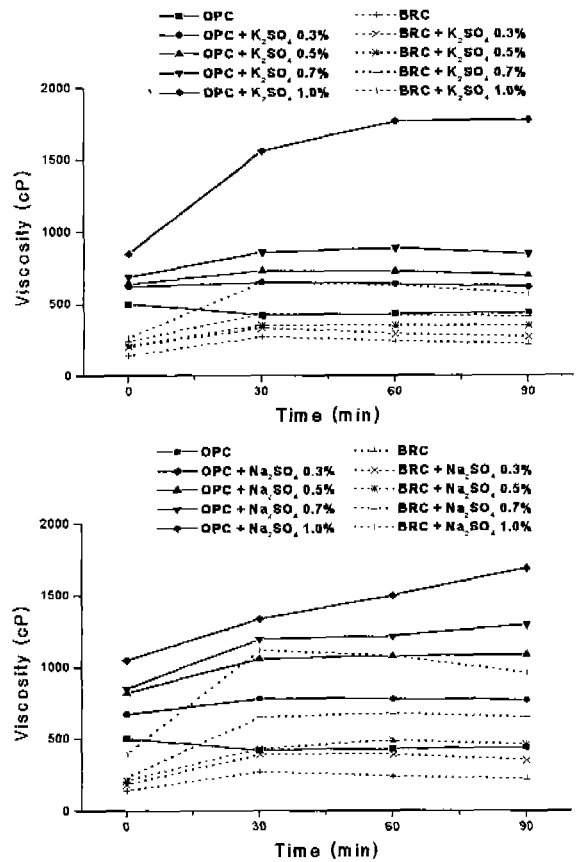 OPC BRC
OPC + K₂SO₄ 0.3% BRC + K₂SO₄ 0.3%
OPC + K₂SO₄ 0.5% BRC + K₂SO₄ 0.5%
OPC + K₂SO₄ 0.7% BRC + K₂SO₄ 0.7%
OPC + K₂SO₄ 1.0% BRC + K₂SO₄ 1.0%
2000
1500
1000
500
0
Viscosity (cP)
0 30 60 90
Time (min)
OPC BRC
OPC + Na₂SO₄ 0.3% BRC + Na₂SO₄ 0.3%
OPC + Na₂SO₄ 0.5% BRC + Na₂SO₄ 0.5%
OPC + Na₂SO₄ 0.7% BRC + Na₂SO₄ 0.7%
OPC + Na₂SO₄ 1.0% BRC + Na₂SO₄ 1.0%
2000
1500
1000
500
0
Viscosity (cP)
0 30 60 90
Time (min)